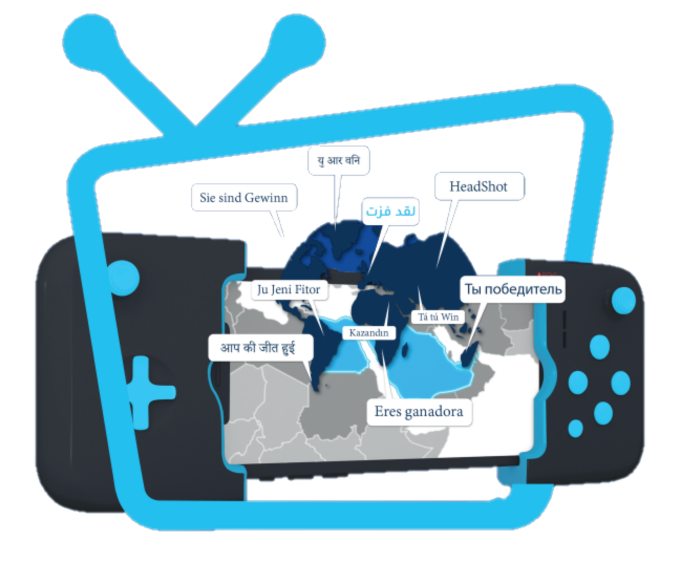 यु आर वनि
HeadShot
Sie sind Gewinn
لقد فزت
Ju Jeni Fitor
Ты победитель
Tá tú Win
Kazandın
आप की जीत हुई
Eres ganadora